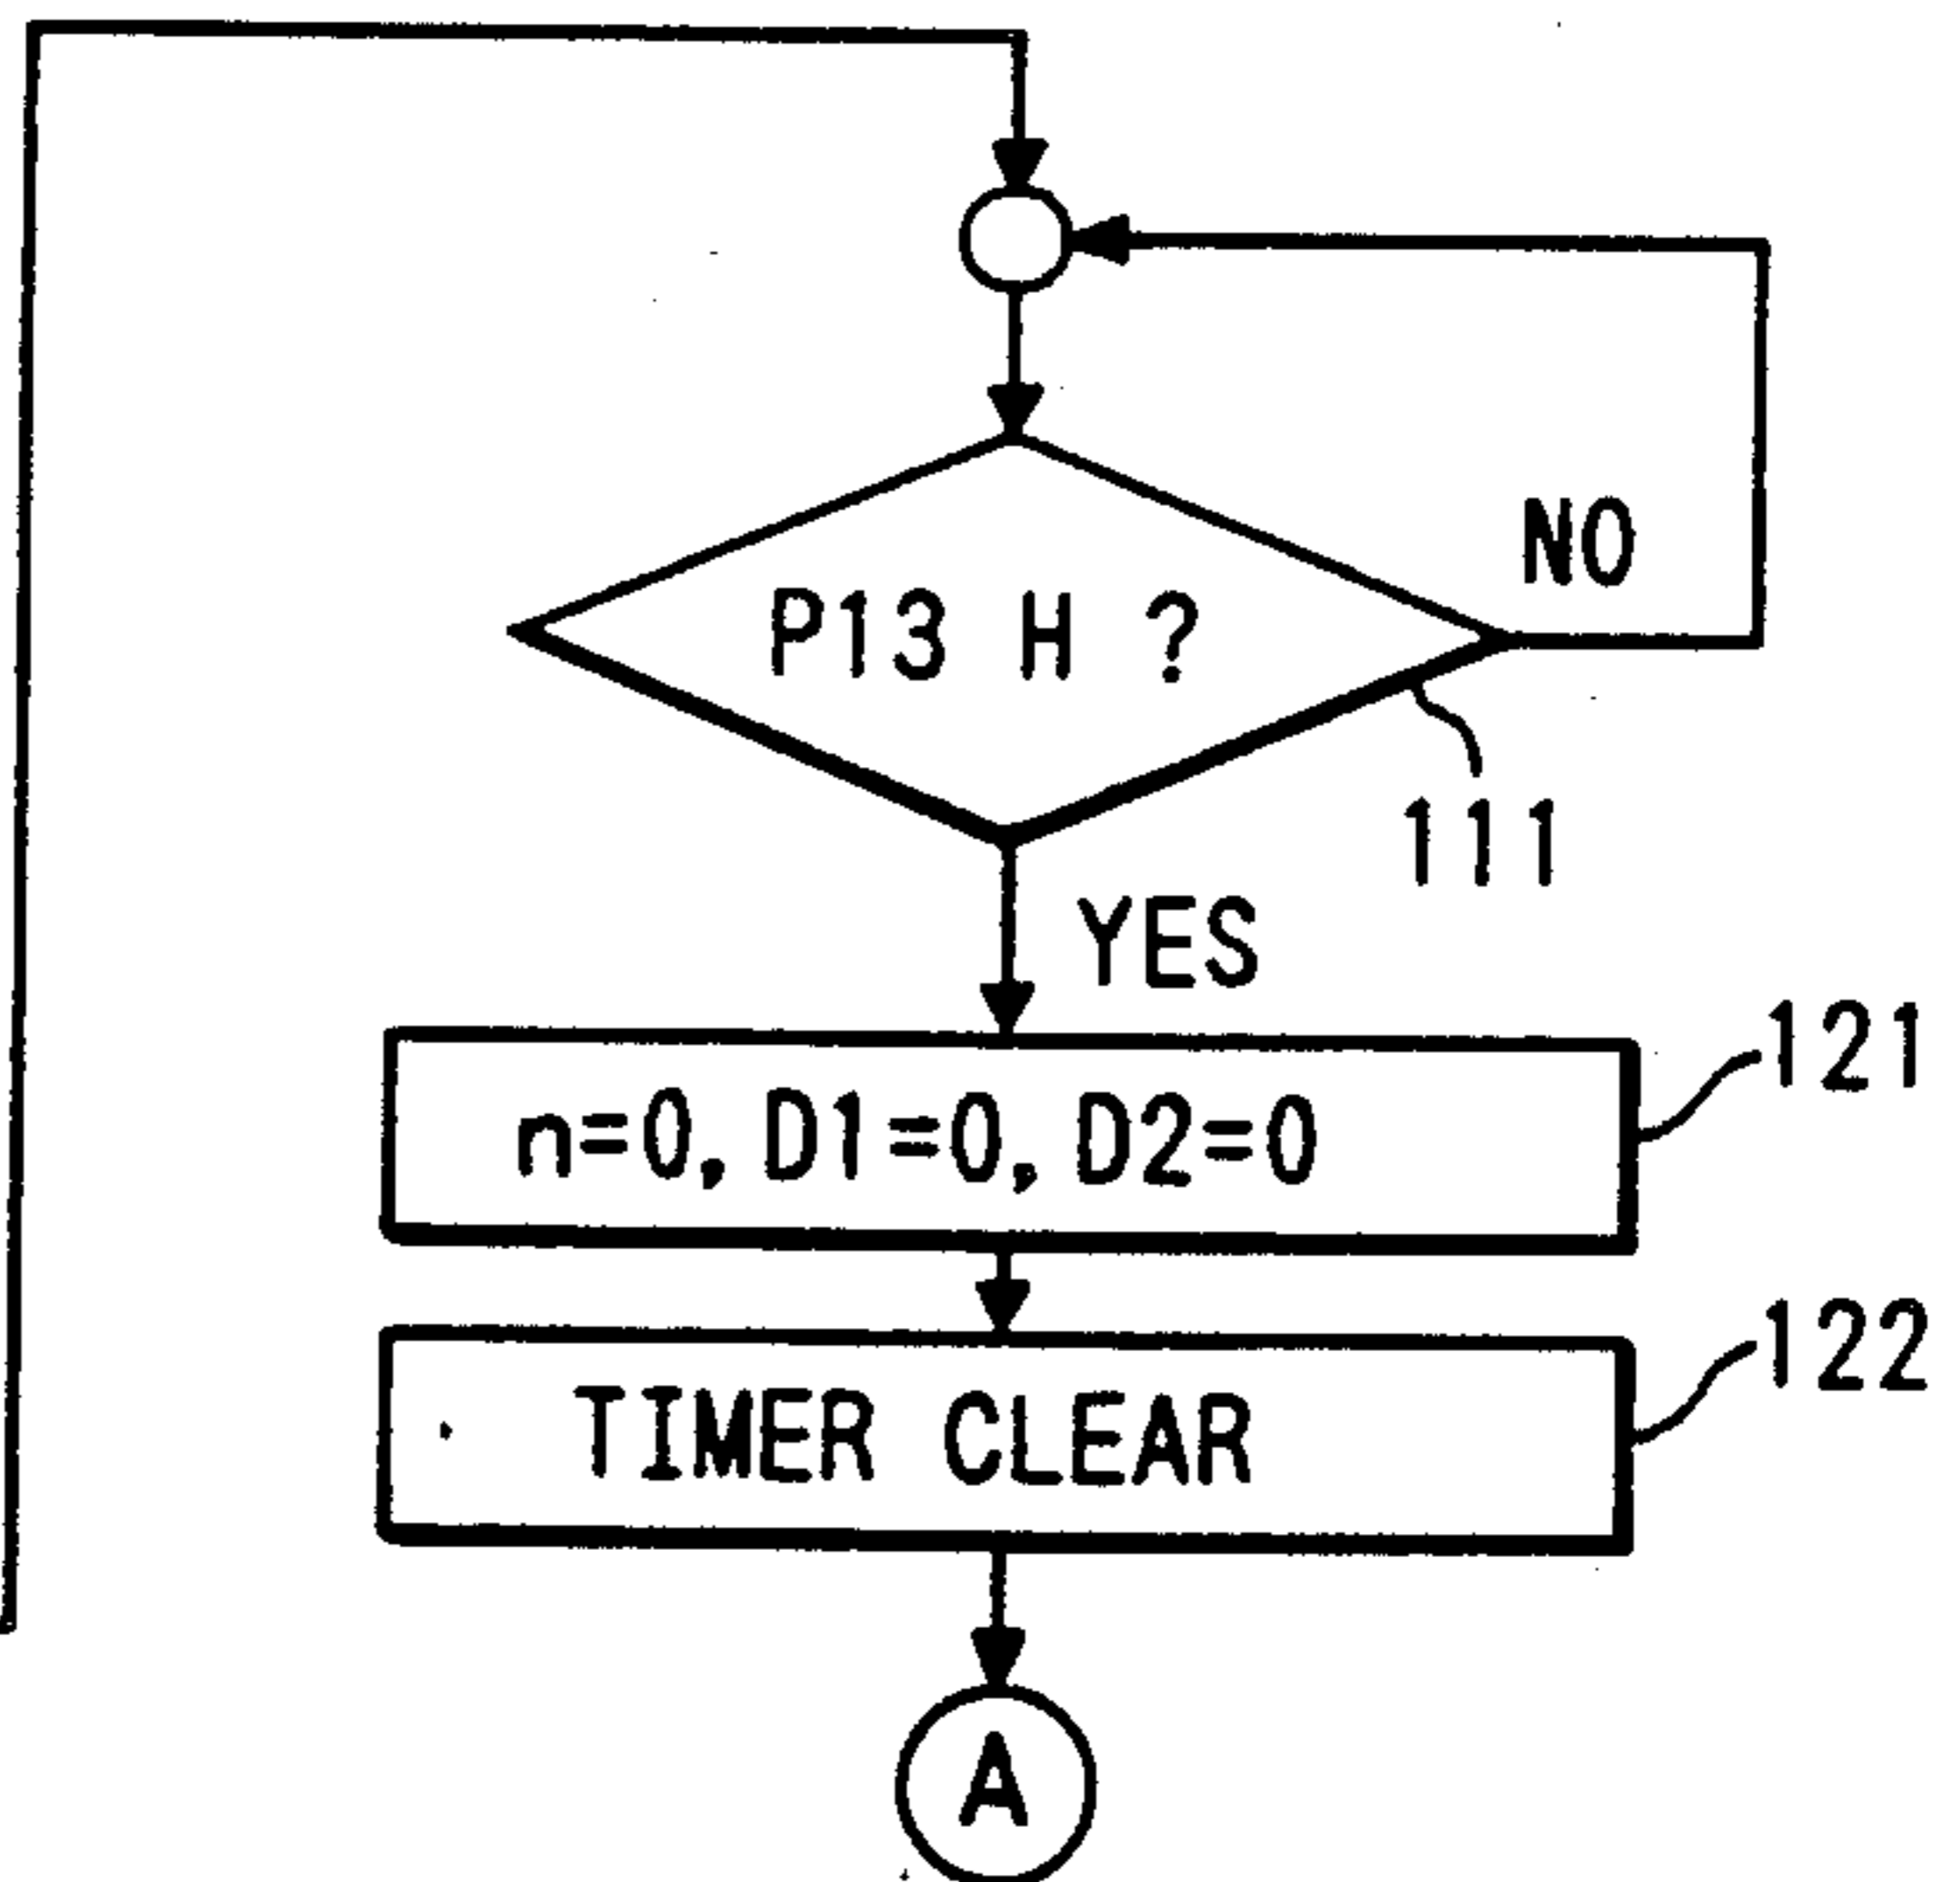 NO
P13 H ?
111
YES
121
n=0, D1=0, D2=0
122
TIMER CLEAR
A